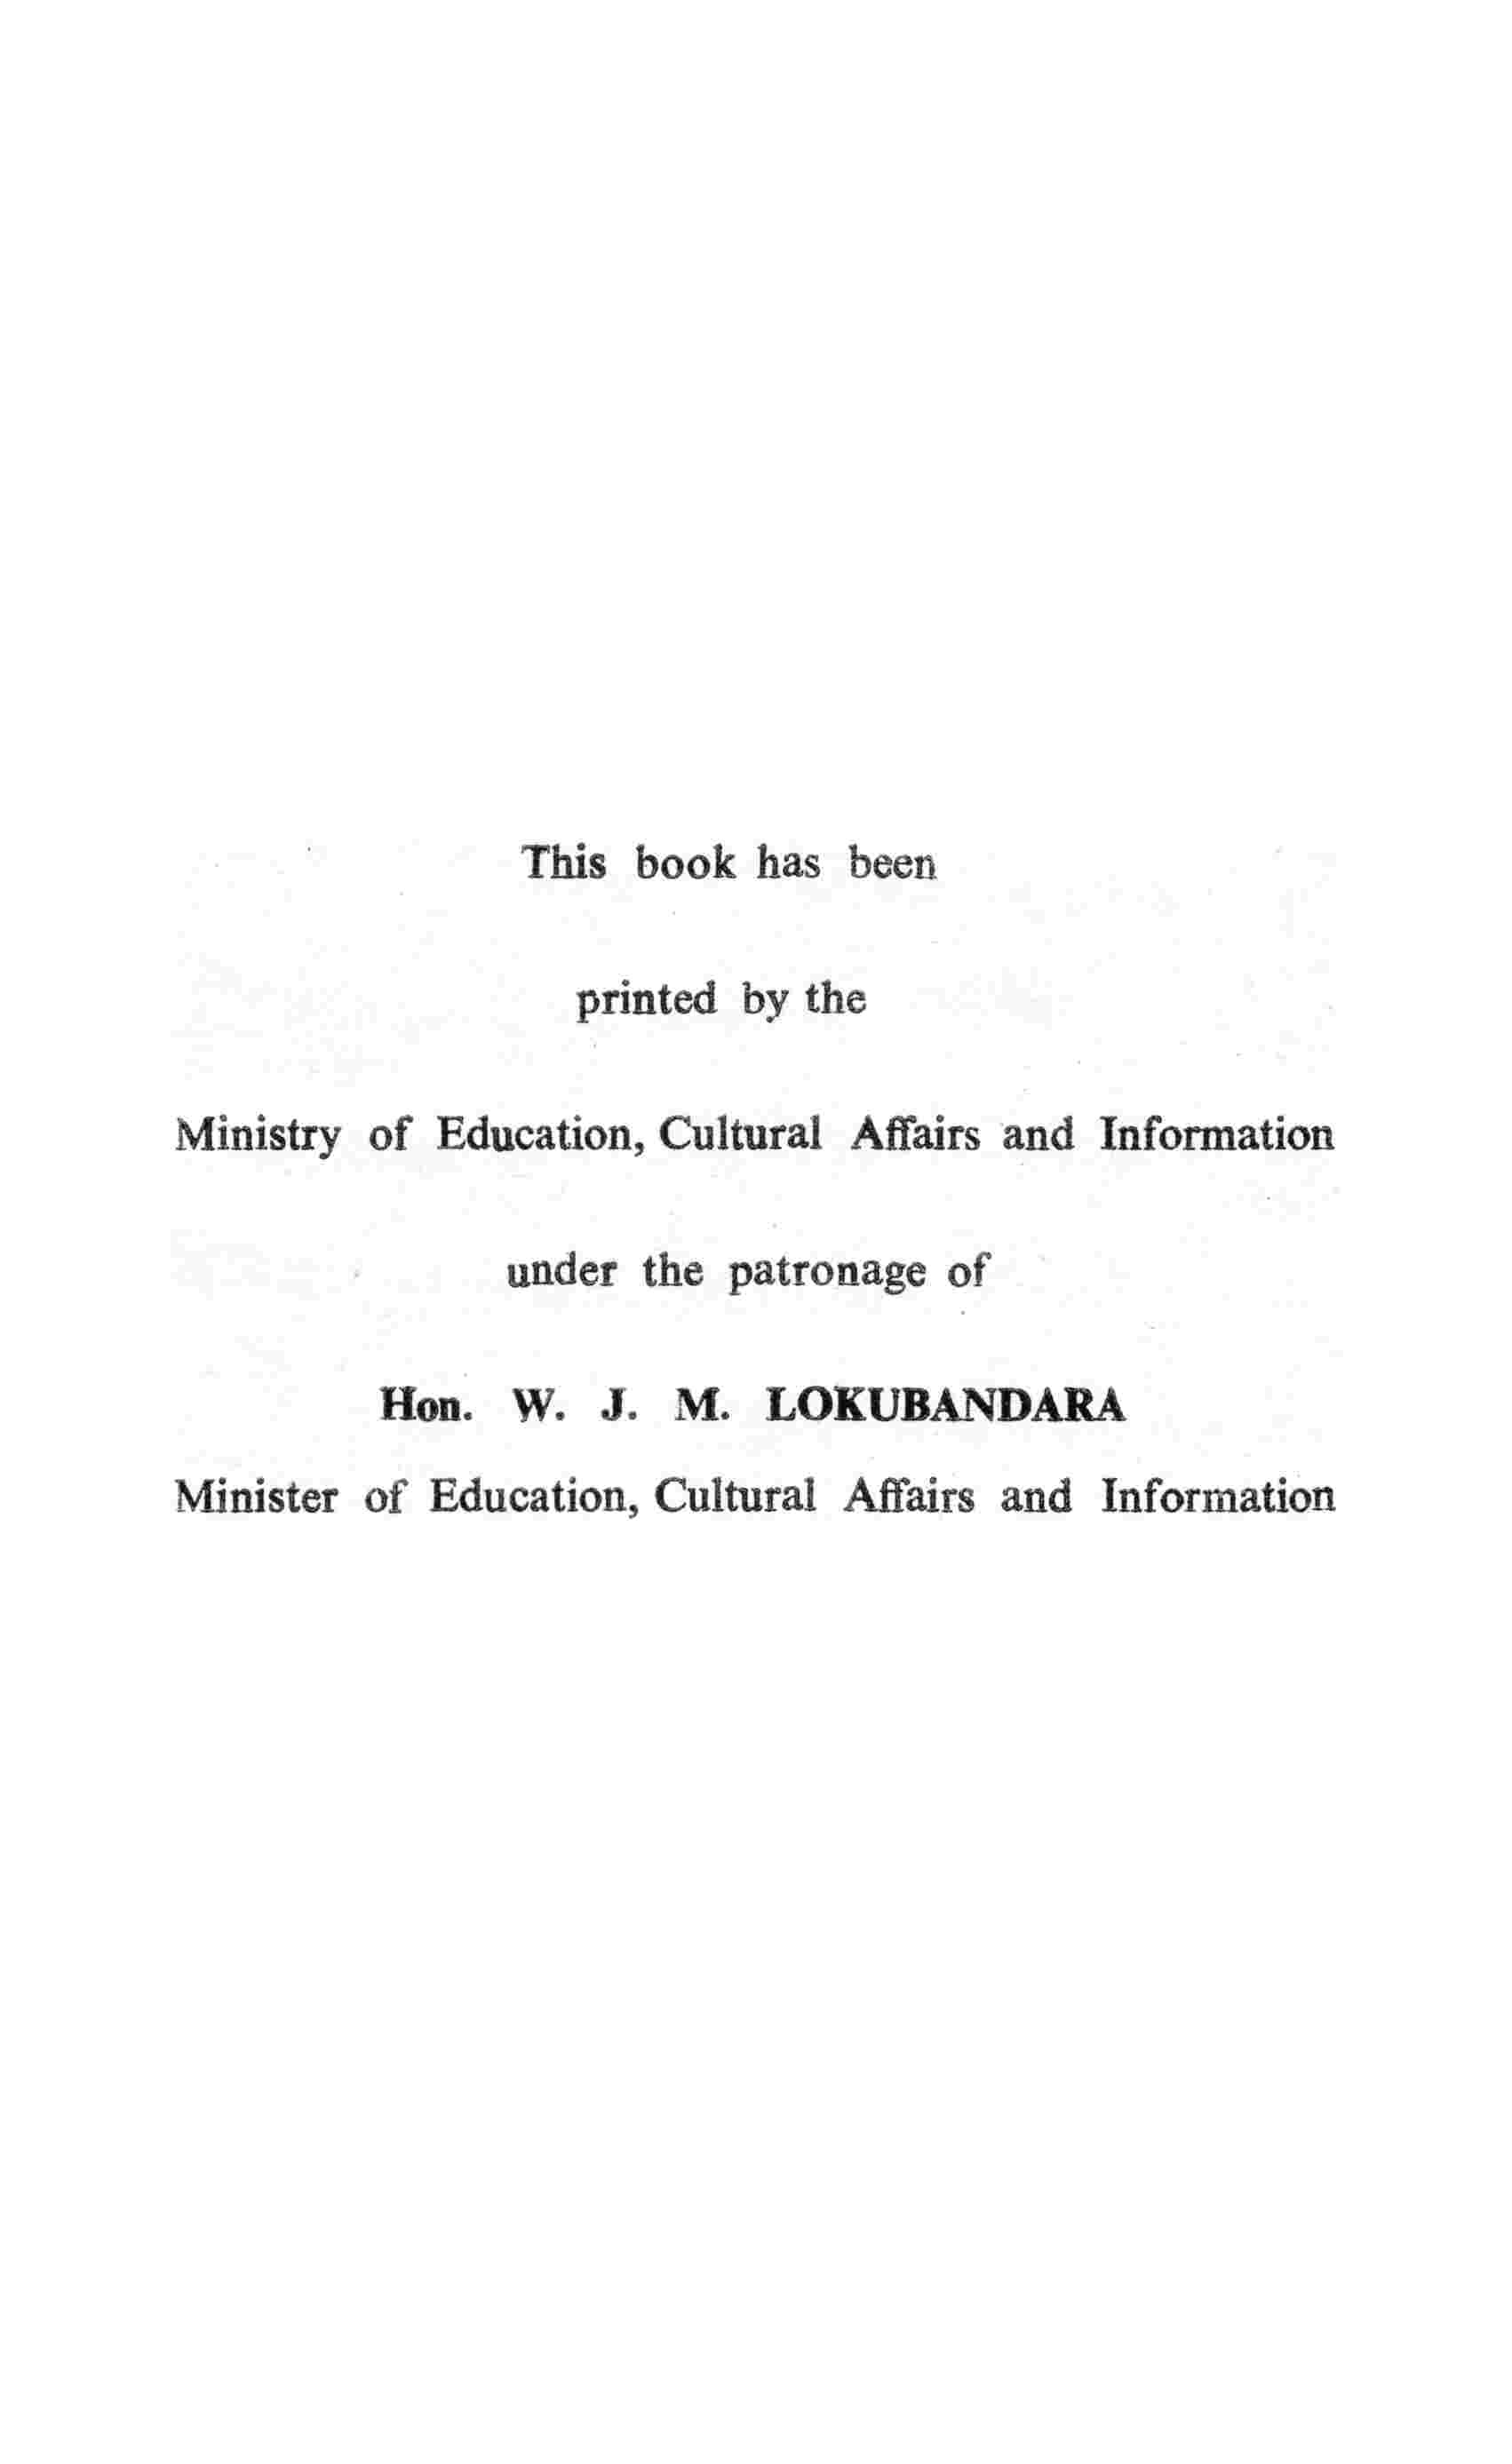 This book has been
printed by the
Ministry of Education, Cultural Affairs and Information
under the patronage of
Hon. W. J. M. LOKUBANDARA
Minister of Education, Cultural Affairs and Information